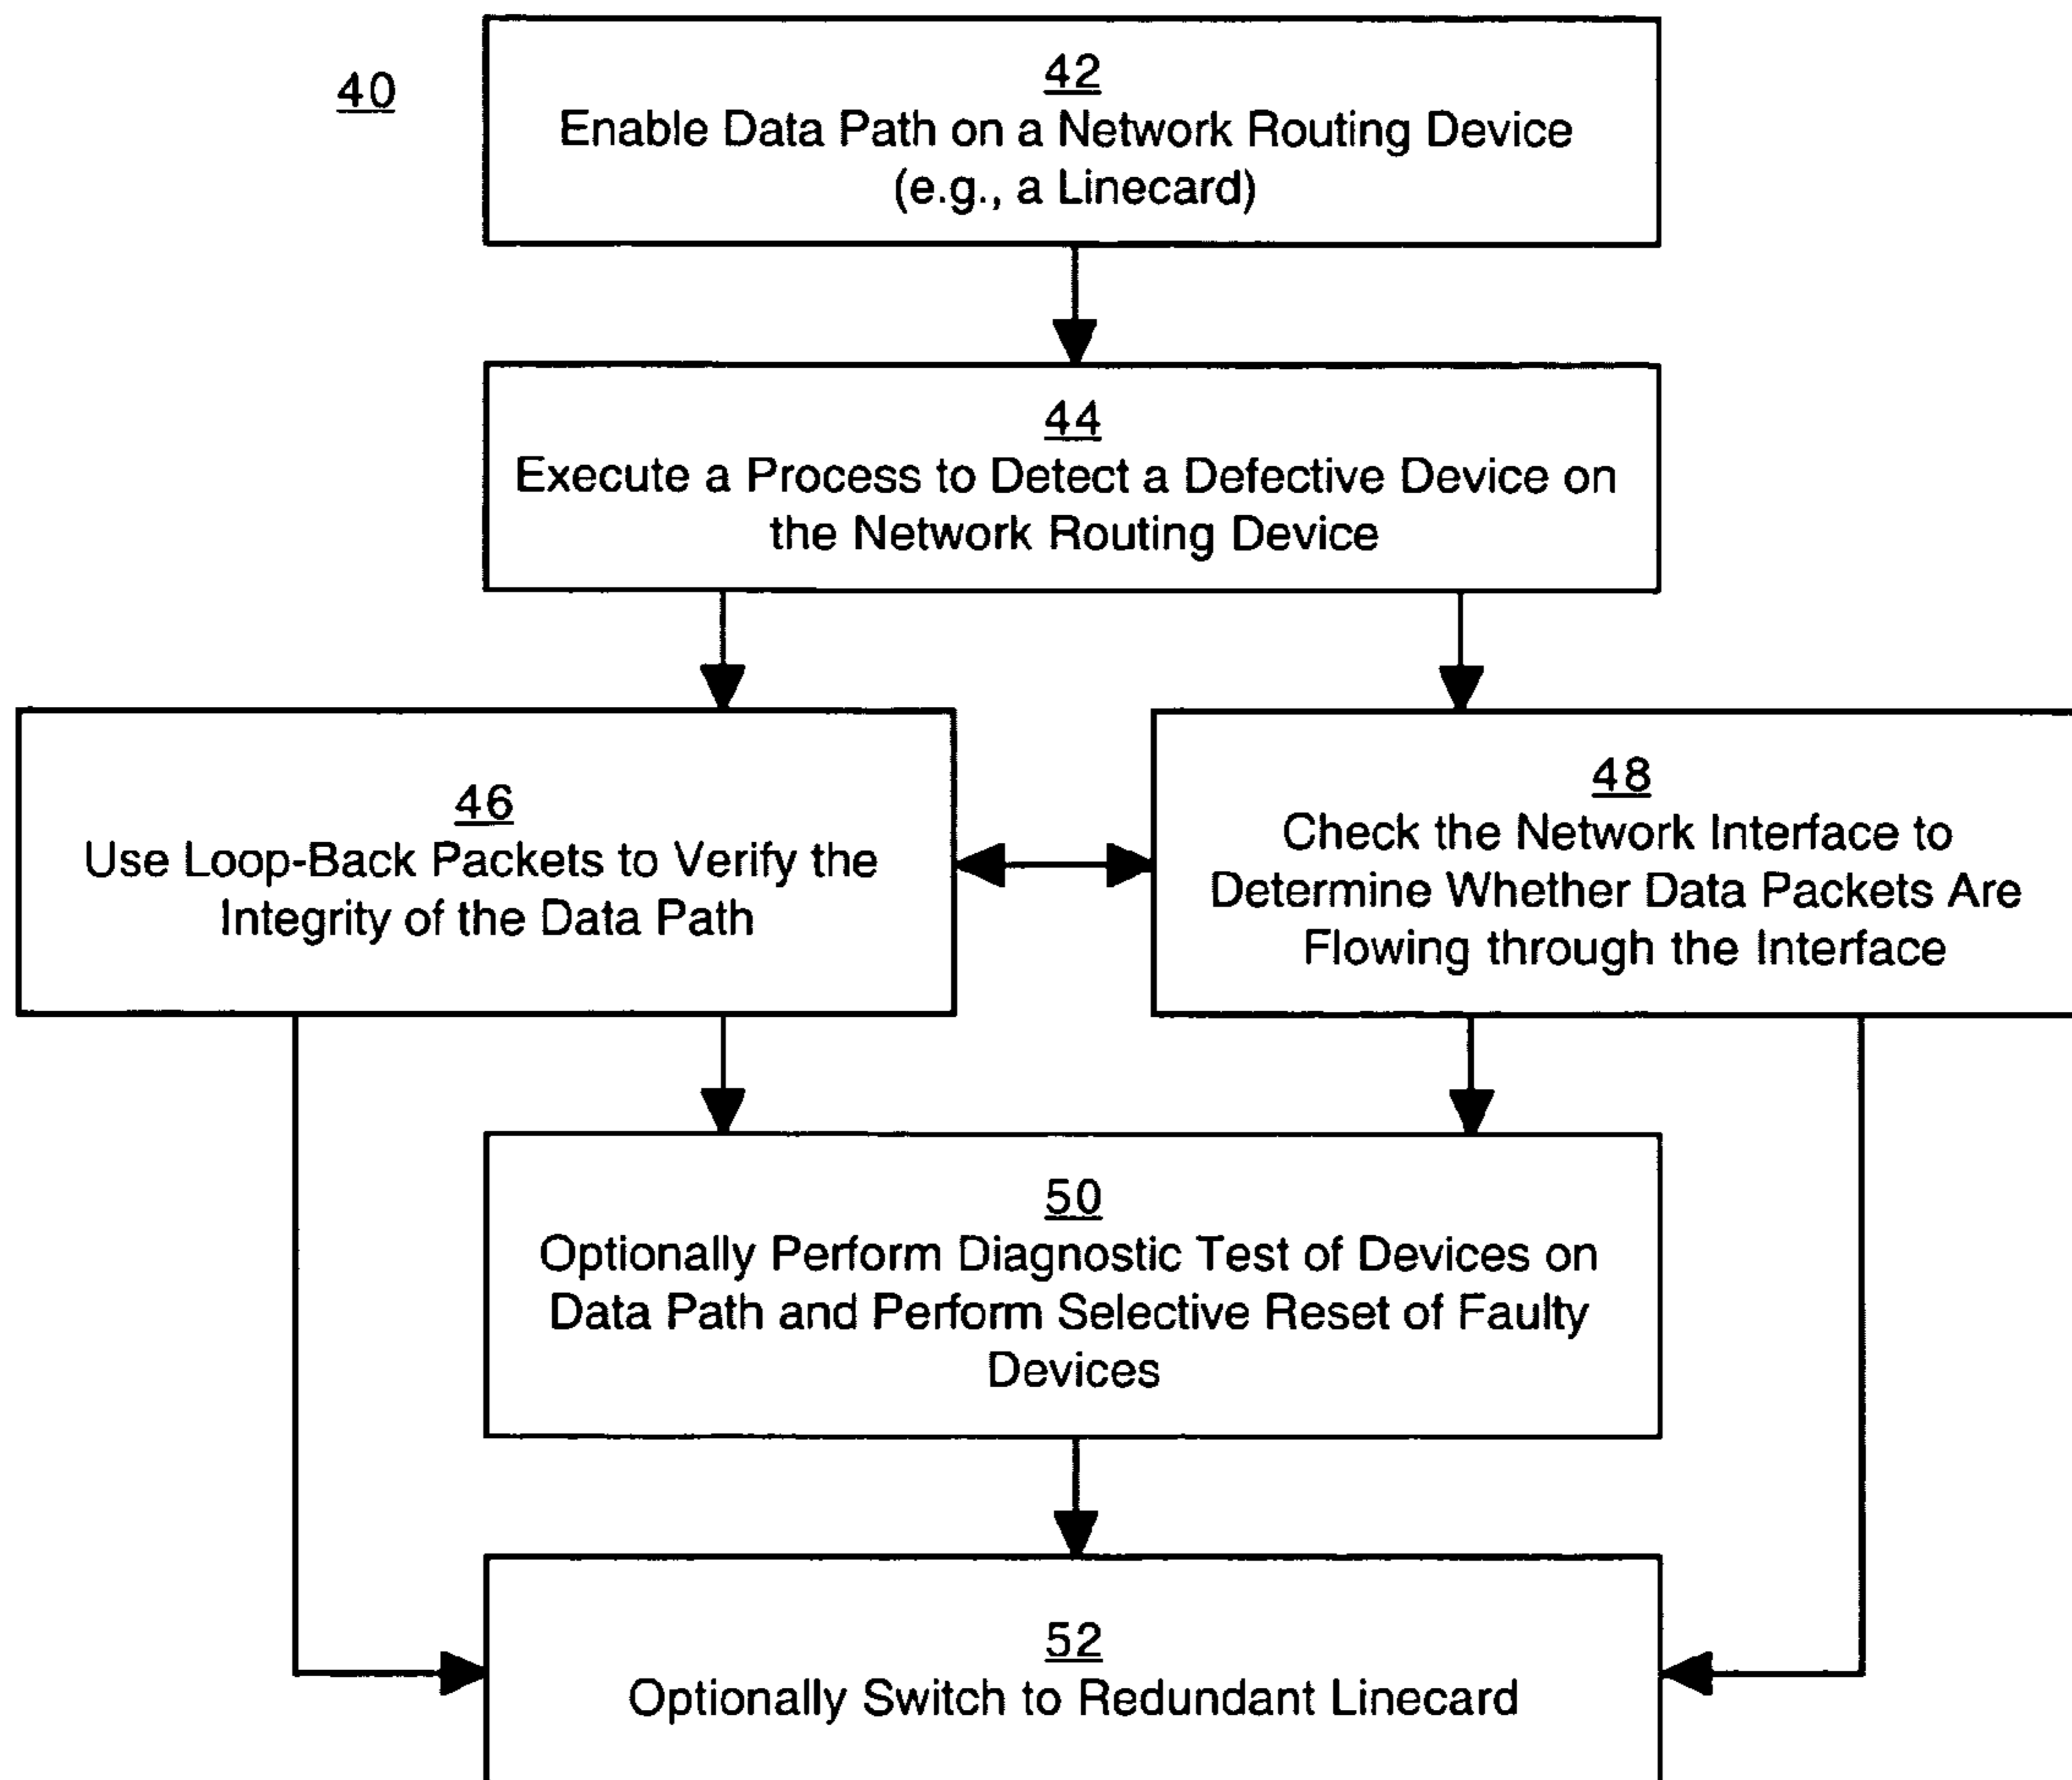 40
42
Enable Data Path on a Network Routing Device
(e.g., a Linecard)
44
Execute a Process to Detect a Defective Device on
the Network Routing Device
46
Use Loop-Back Packets to Verify the
Integrity of the Data Path
48
Check the Network Interface to
Determine Whether Data Packets Are
Flowing through the Interface
50
Optionally Perform Diagnostic Test of Devices on
Data Path and Perform Selective Reset of Faulty
Devices
52
Optionally Switch to Redundant Linecard